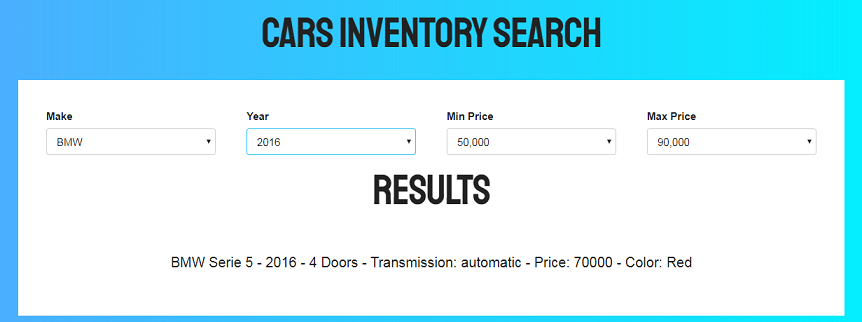 CARS INVENTORY SEARCH
Make Year Min Price Max Price
BMW 2016 50,000 90,000
RESULTS
BMW Serie 5 - 2016 - 4 Doors - Transmission: automatic - Price: 70000 - Color: Red